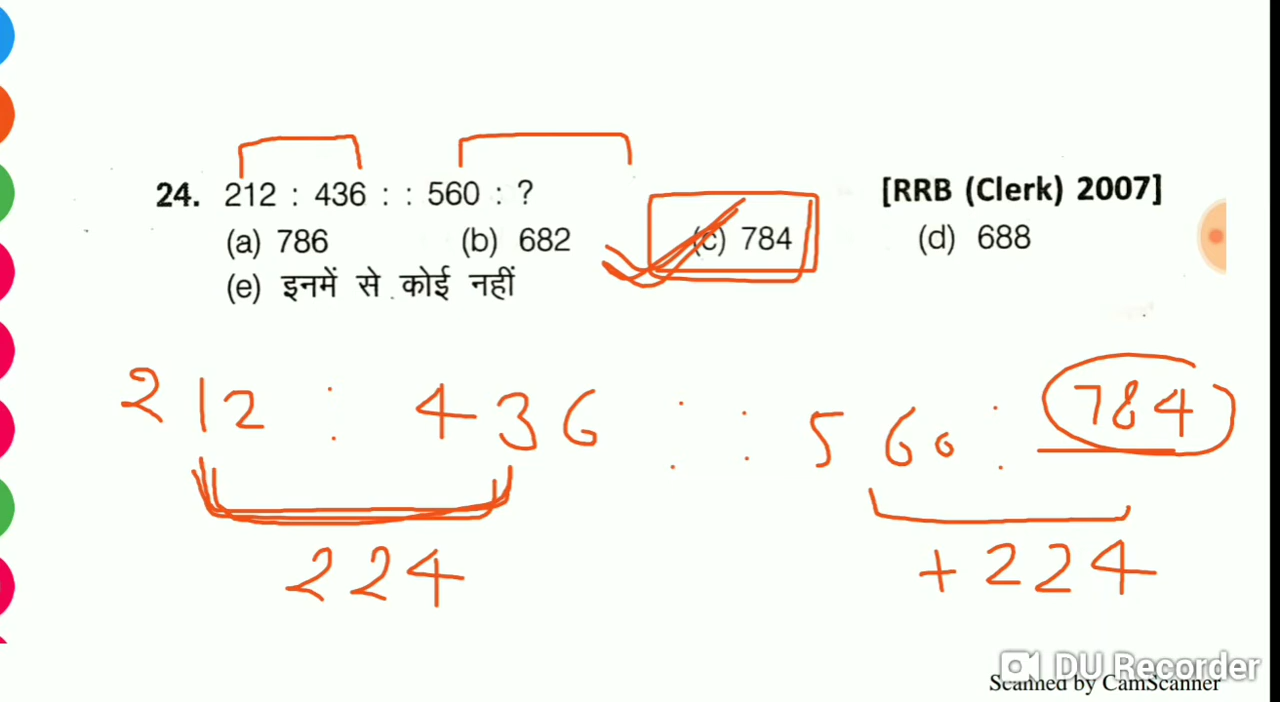 24. 212 : 436 : : 560 : ? [RRB (Clerk) 2007]
(a) 786 (b) 682 (c) 784 (d) 688
(e) इनमें से कोई नहीं
212 : 436 : : 560 : 784
224 +224
DU Recorder
Scanned by CamScanner